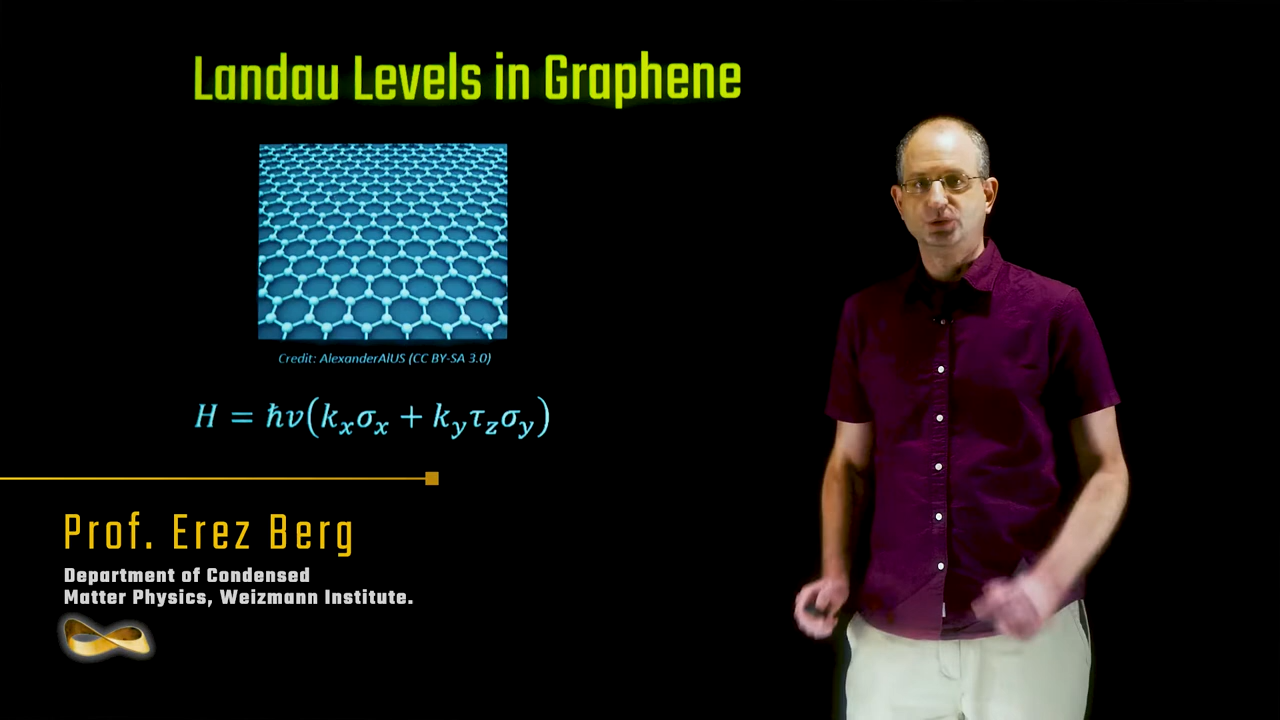 Landau Levels in Graphene
Credit: AlexanderAlUS (CC BY-SA 3.0)
H = ħv(kₓσₓ + k_yτ_zσ_y)
Prof. Erez Berg
Department of Condensed
Matter Physics, Weizmann Institute.